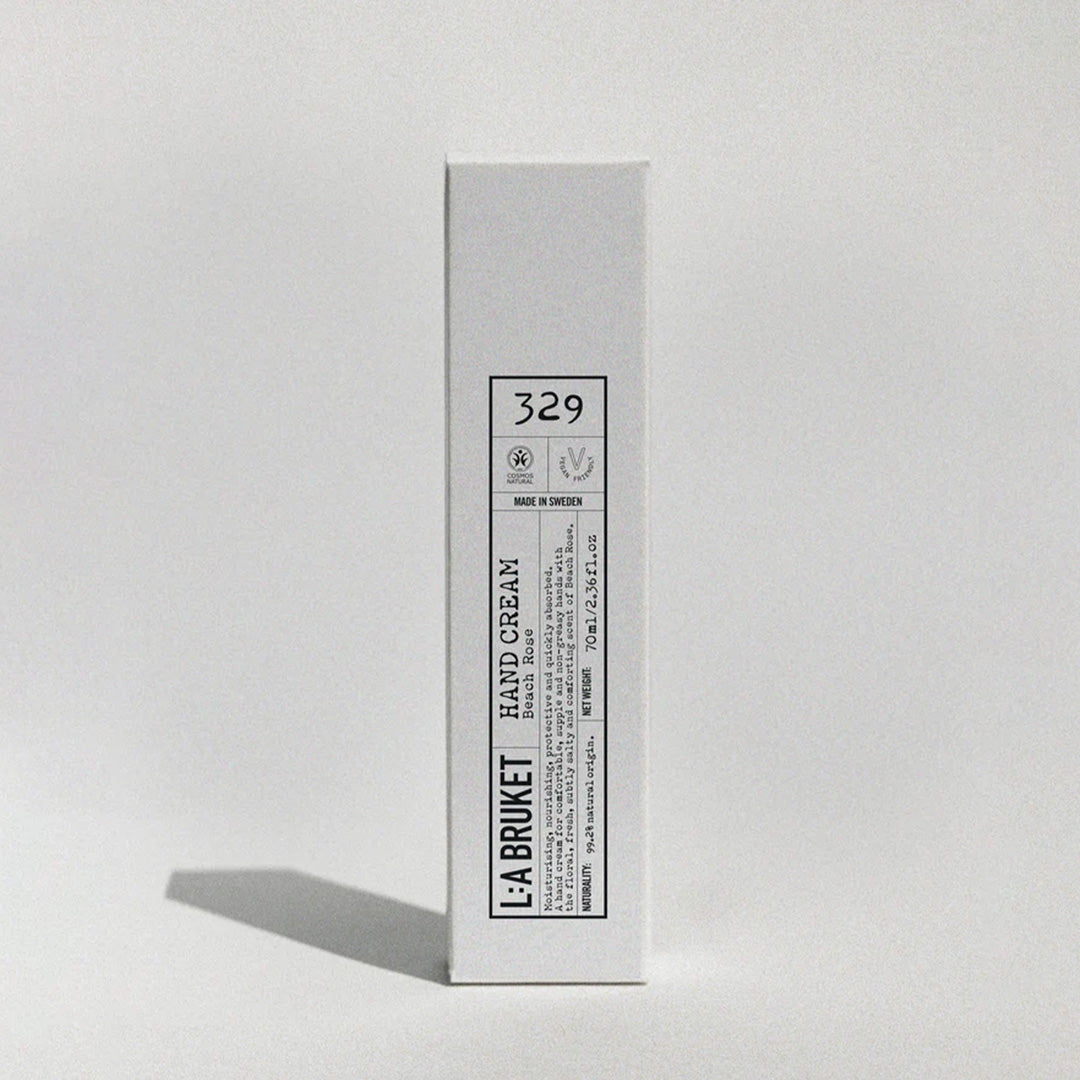 329
COSMOS
NATURAL
VEGAN FRIENDLY
V
MADE IN SWEDEN
L:A BRUKET
HAND CREAM
Beach Rose
Moisturising, nourishing, protective and quickly absorbed.
A hand cream for comfortable, supple and non-greasy hands with
the floral, fresh, subtly salty and comforting scent of Beach Rose.
NATURALITY: 99.2% natural origin.
NET WEIGHT: 70ml/2.36fl.oz